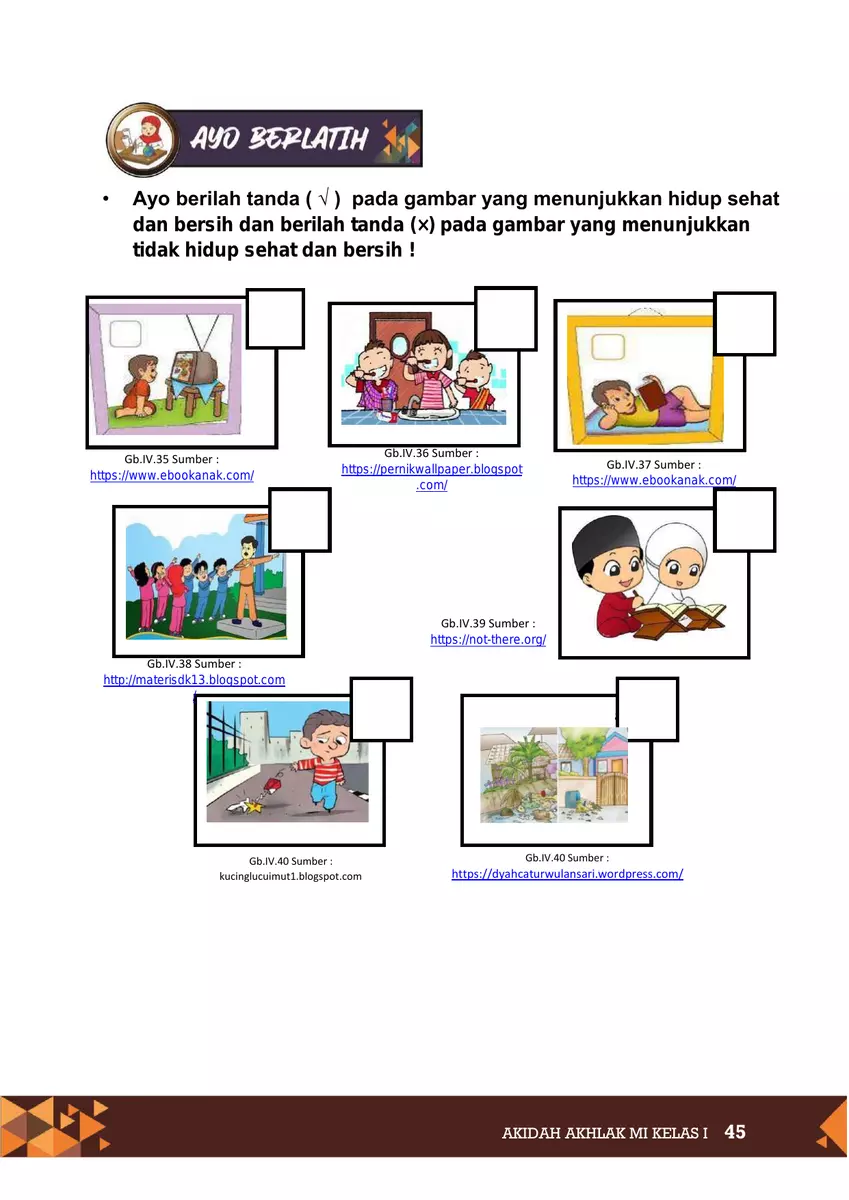 AYO BERLATIH
• Ayo berilah tanda ( √ ) pada gambar yang menunjukkan hidup sehat
dan bersih dan berilah tanda (×) pada gambar yang menunjukkan
tidak hidup sehat dan bersih !
Gb.IV.35 Sumber :
https://www.ebookanak.com/
Gb.IV.36 Sumber :
https://pernikwallpaper.blogspot
.com/
Gb.IV.37 Sumber :
https://www.ebookanak.com/
Gb.IV.38 Sumber :
http://materisdk13.blogspot.com
/
Gb.IV.39 Sumber :
https://not-there.org/
Gb.IV.40 Sumber :
kucinglucuimut1.blogspot.com
Gb.IV.40 Sumber :
https://dyahcaturwulansari.wordpress.com/
AKIDAH AKHLAK MI KELAS I 45